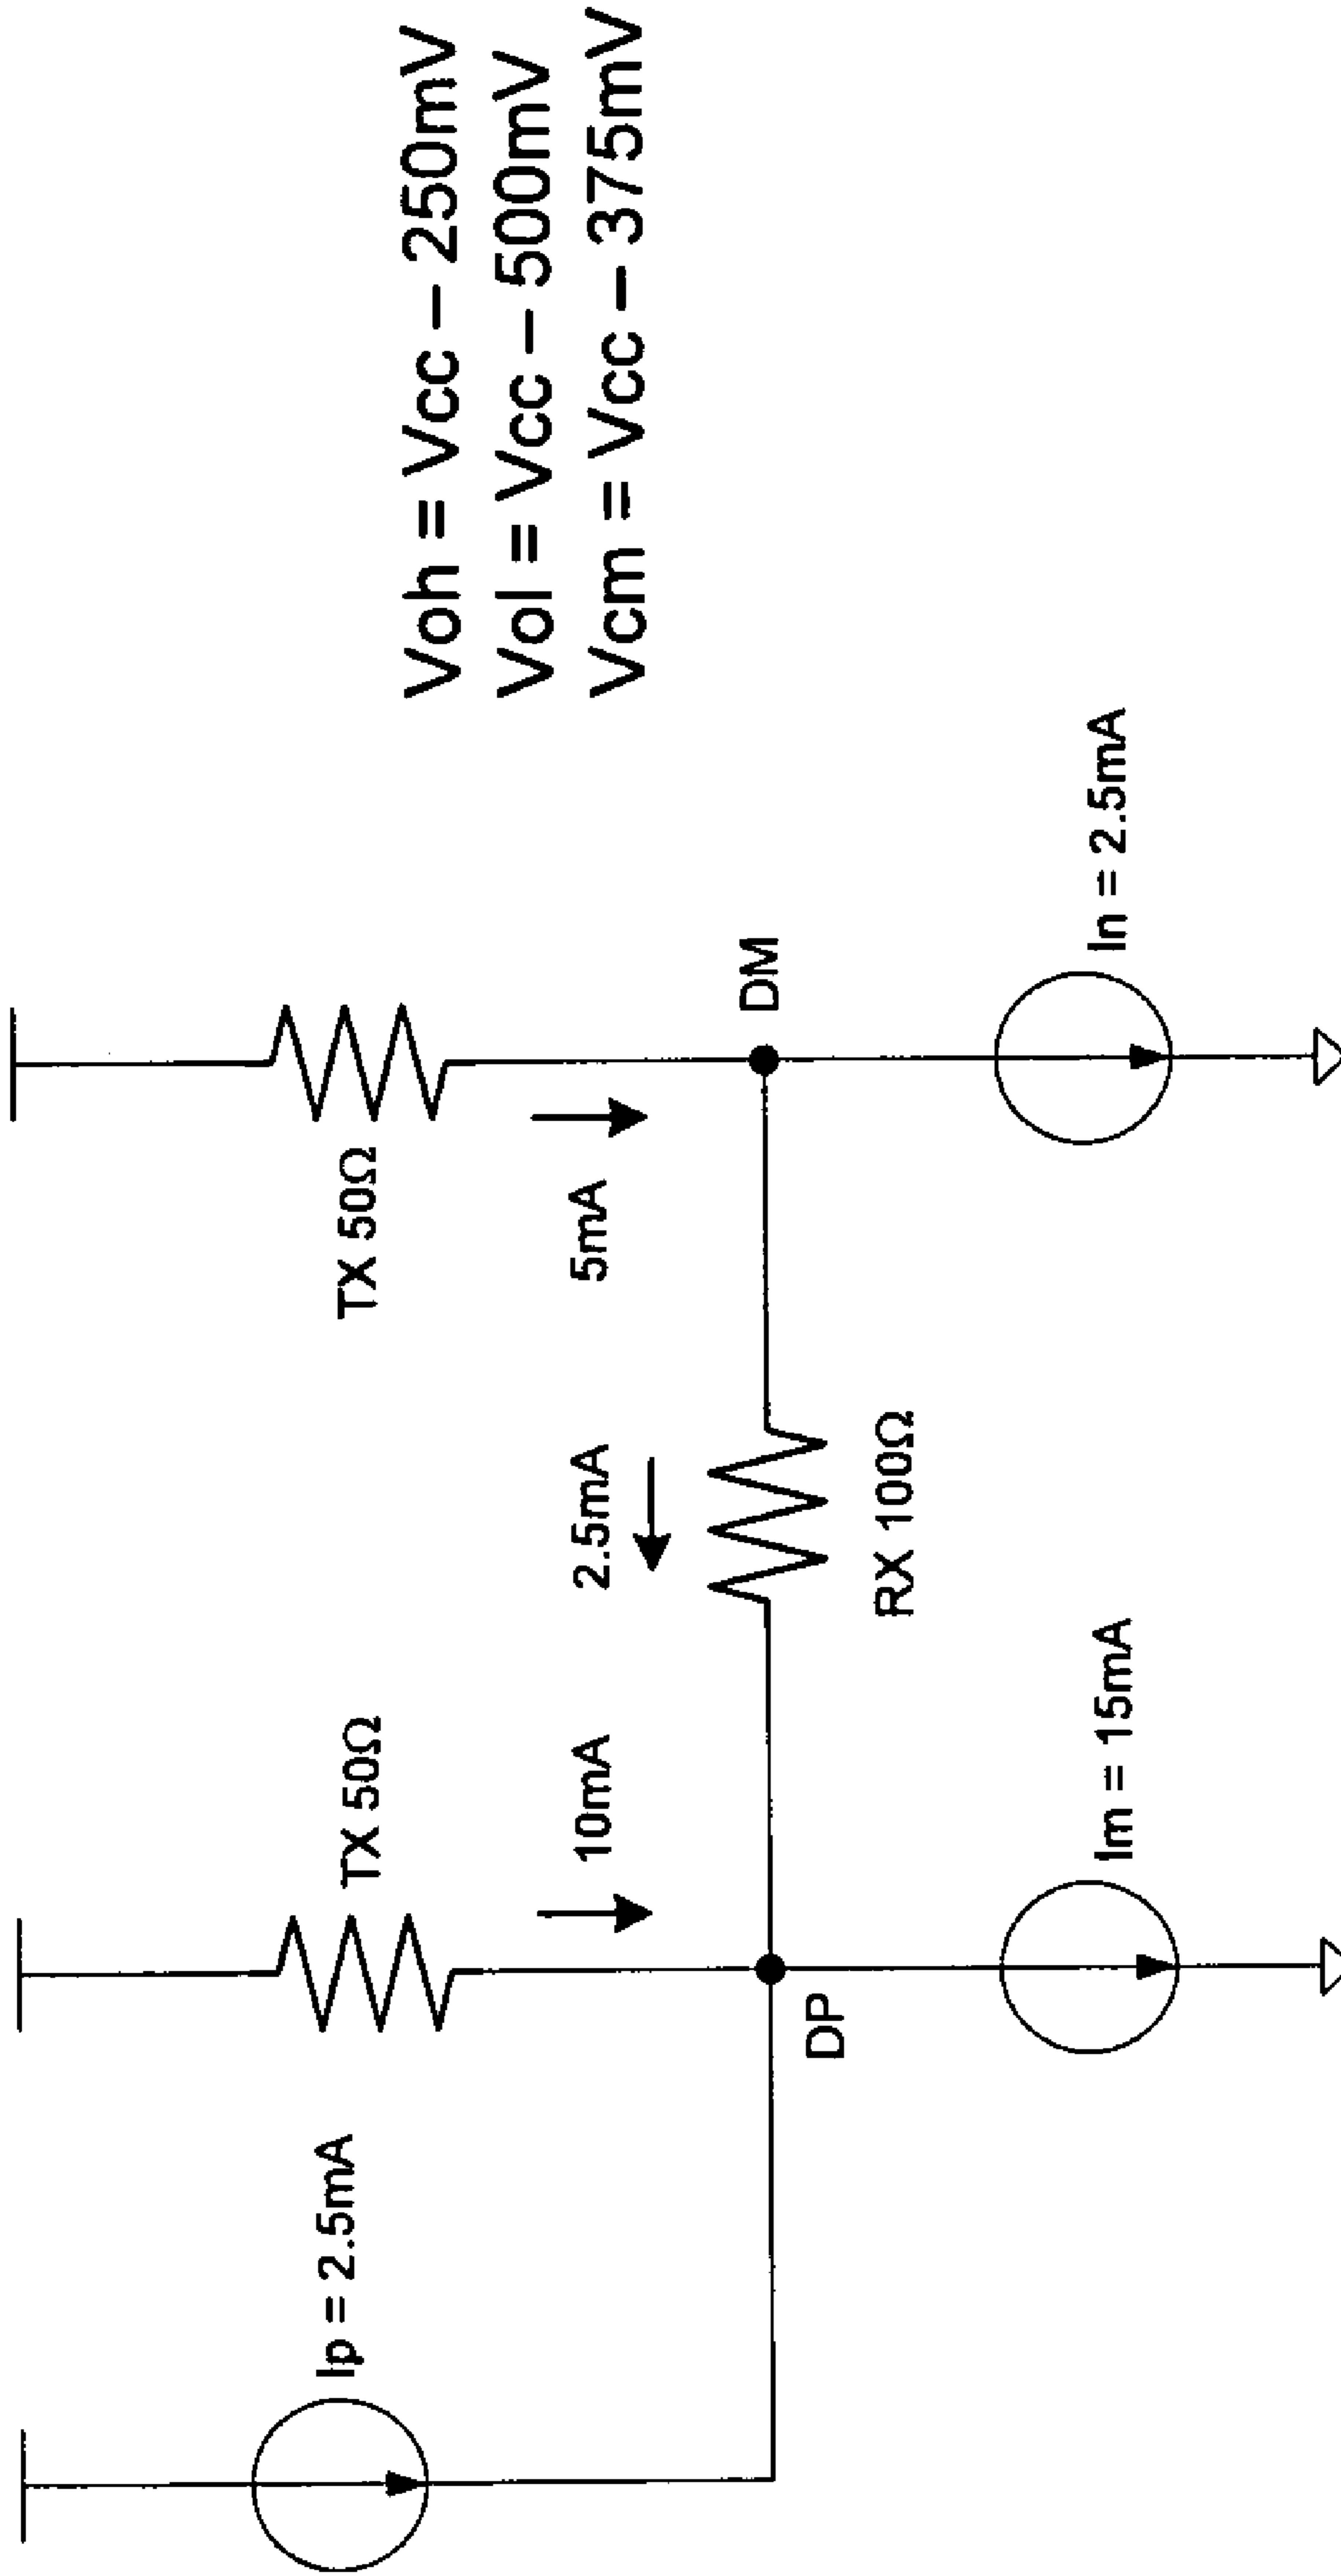 Voh = Vcc – 250mV
Vol = Vcc – 500mV
Vcm = Vcc – 375mV
Ip = 2.5mA
TX 50Ω
TX 50Ω
10mA
2.5mA
5mA
DP
DM
RX 100Ω
Im = 15mA
In = 2.5mA